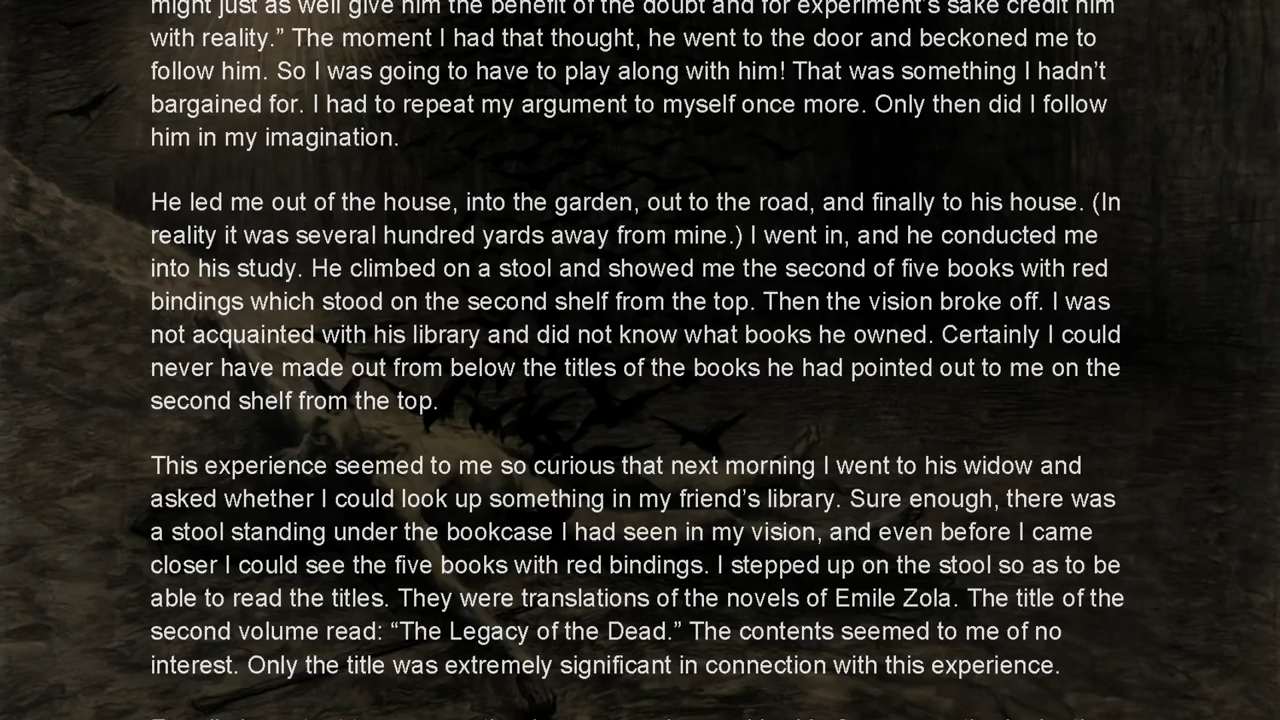 might just as well give him the benefit of the doubt and for experiment's sake credit him
with reality.” The moment I had that thought, he went to the door and beckoned me to
follow him. So I was going to have to play along with him! That was something I hadn’t
bargained for. I had to repeat my argument to myself once more. Only then did I follow
him in my imagination.
He led me out of the house, into the garden, out to the road, and finally to his house. (In
reality it was several hundred yards away from mine.) I went in, and he conducted me
into his study. He climbed on a stool and showed me the second of five books with red
bindings which stood on the second shelf from the top. Then the vision broke off. I was
not acquainted with his library and did not know what books he owned. Certainly I could
never have made out from below the titles of the books he had pointed out to me on the
second shelf from the top.
This experience seemed to me so curious that next morning I went to his widow and
asked whether I could look up something in my friend’s library. Sure enough, there was
a stool standing under the bookcase I had seen in my vision, and even before I came
closer I could see the five books with red bindings. I stepped up on the stool so as to be
able to read the titles. They were translations of the novels of Emile Zola. The title of the
second volume read: “The Legacy of the Dead.” The contents seemed to me of no
interest. Only the title was extremely significant in connection with this experience.